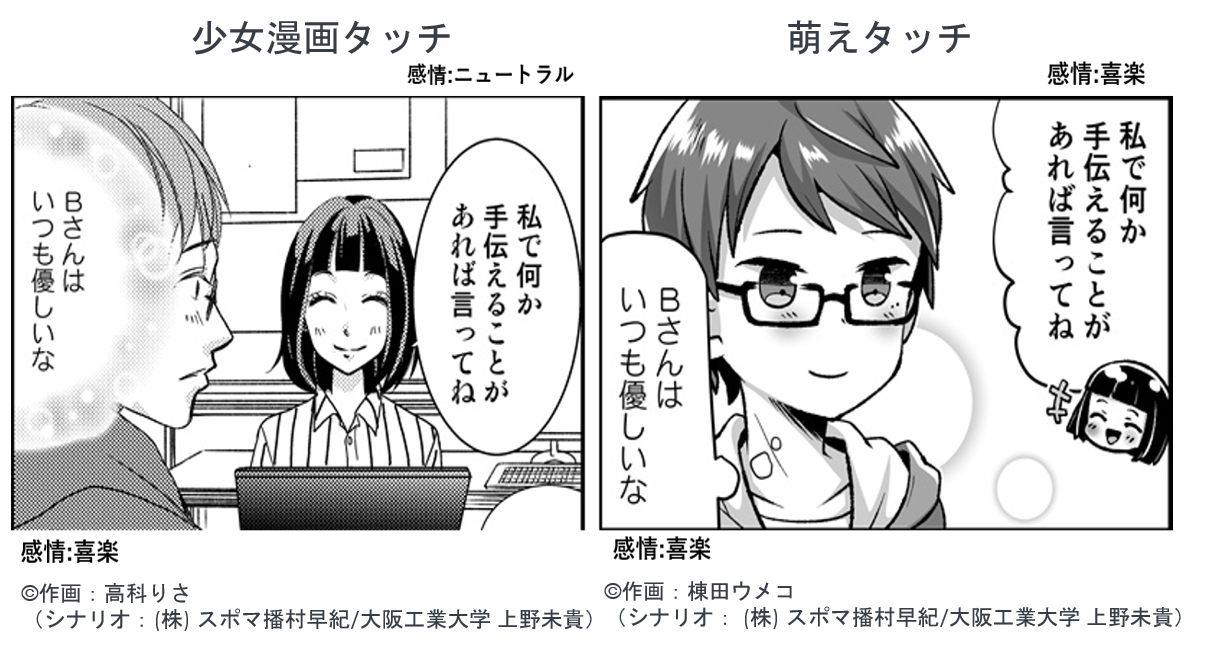 少女漫画タッチ
感情:ニュートラル
私で何か
手伝えることが
あれば言ってね
Bさんは
いつも優しいな
感情:喜楽
©作画：高科りさ
（シナリオ：(株) スポマ播村早紀/大阪工業大学 上野未貴）
萌えタッチ
感情:喜楽
私で何か
手伝えることが
あれば言ってね
Bさんは
いつも優しいな
感情:喜楽
©作画：棟田ウメコ
（シナリオ： (株) スポマ播村早紀/大阪工業大学 上野未貴）